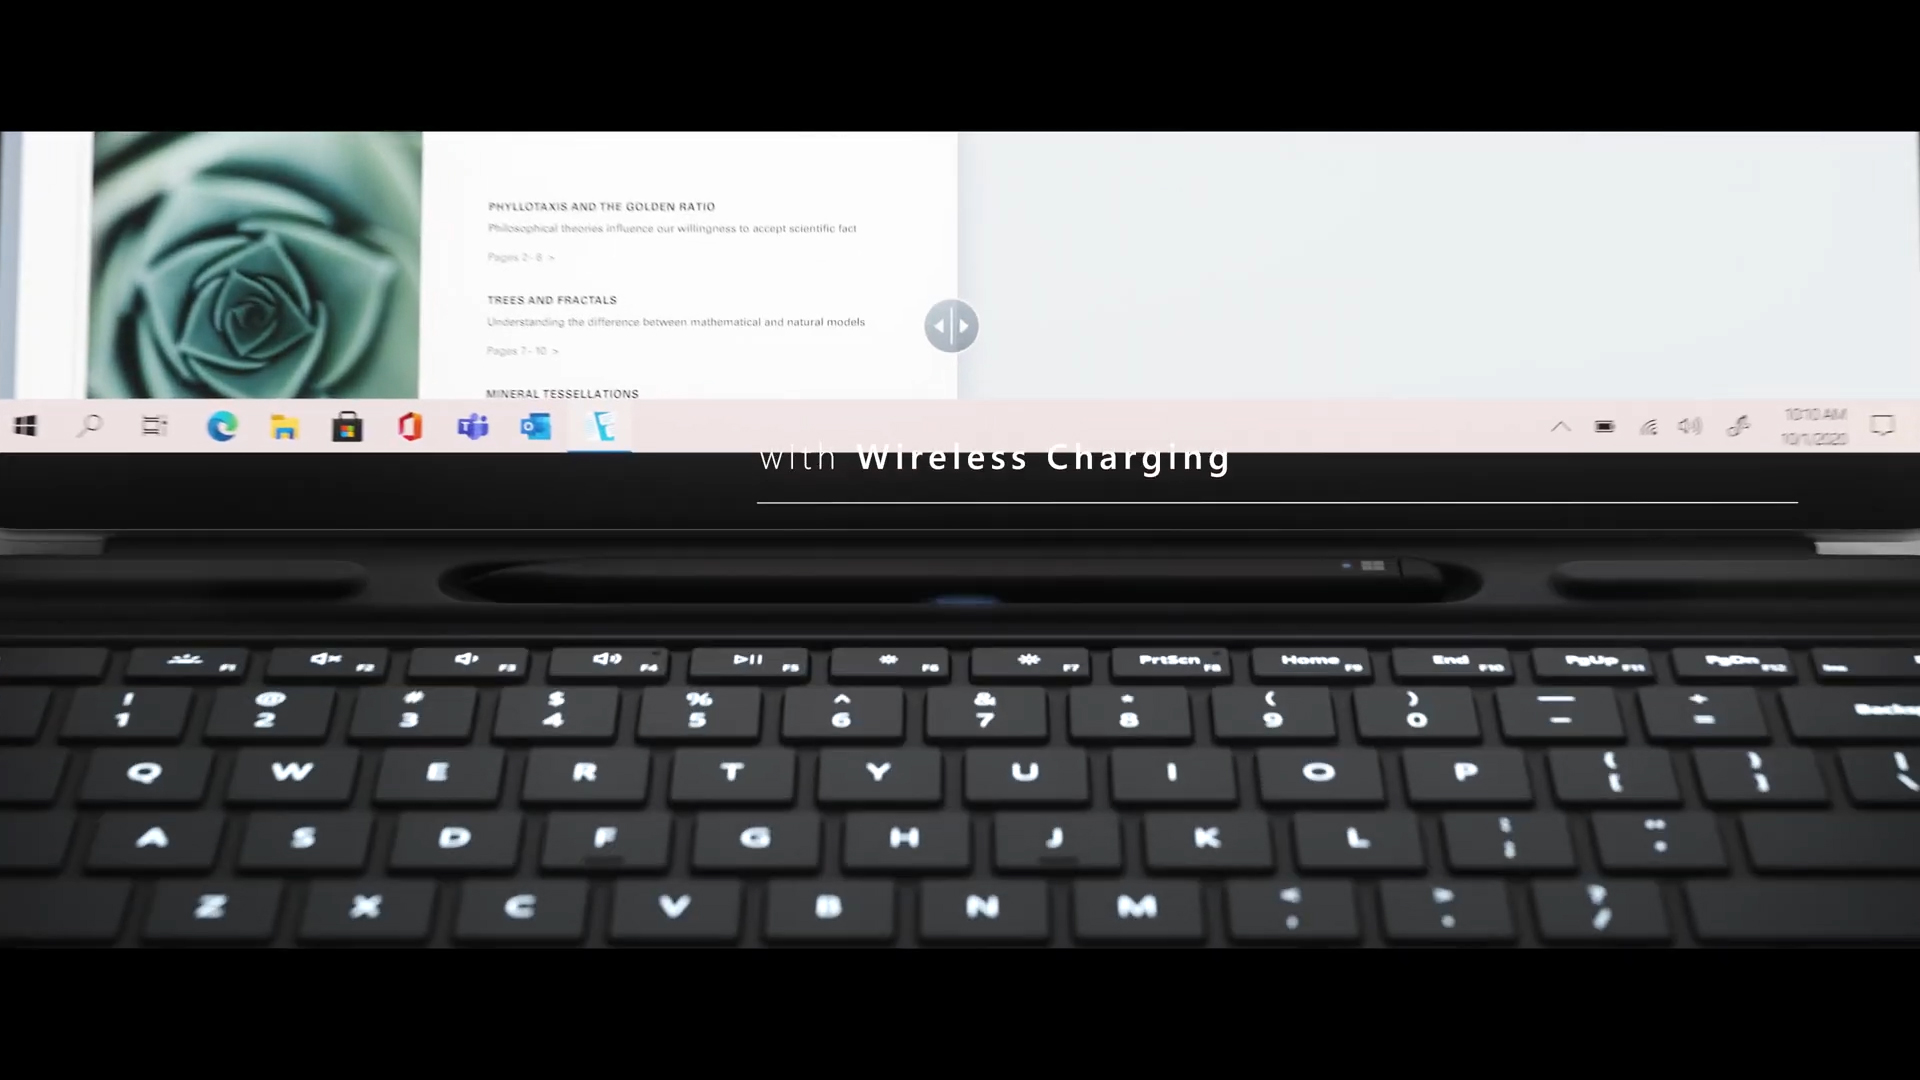 PHYLLOTAXIS AND THE GOLDEN RATIO
Philosophical theories influence our willingness to accept scientific fact
Pages 2-6 >
TREES AND FRACTALS
Understanding the difference between mathematical and natural models
Pages 7-10 >
MINERAL TESSELLATIONS
10:10 AM
10/1/2020
with Wireless Charging
F1 F2 F3 F4 F5 F6 F7 PrtScn F8 Home F9 End F10 PgUp F11 PgDn F12 Ins
! @ # $ % ^ & * ( ) — +
1 2 3 4 5 6 7 8 9 0 - = Backsp
Q W E R T Y U I O P { } |
[ ] \
A S D F G H J K L : "
; '
Z X C V B N M < > ?
, . /